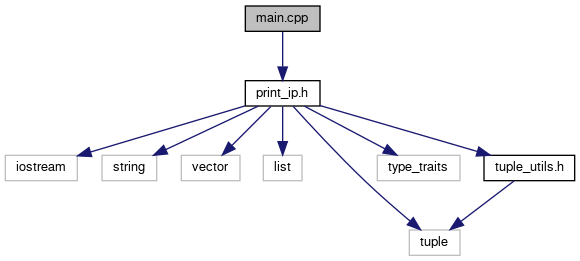 main.cpp
print_ip.h
iostream
string
vector
list
type_traits
tuple_utils.h
tuple